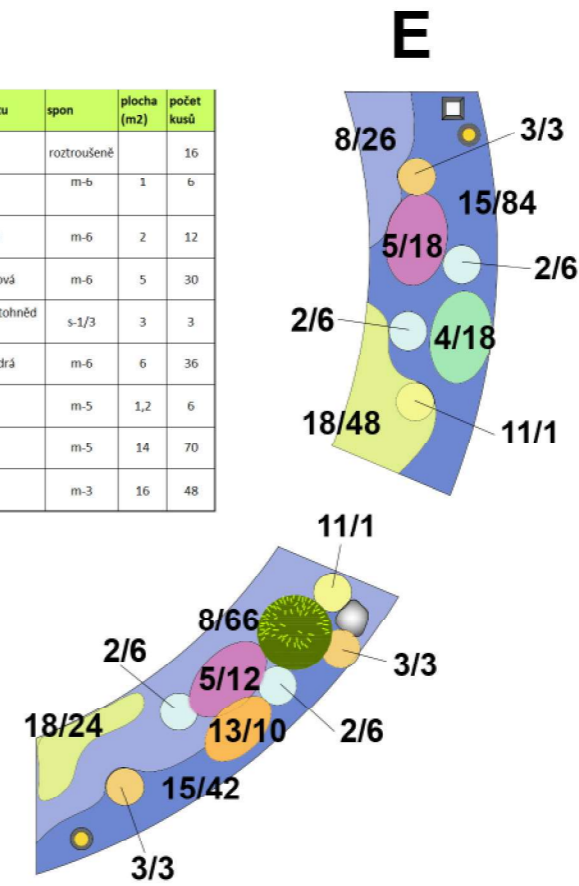 E
tu spon plocha (m2) počet kusů
roztroušeně 16
m-6 1 6
m-6 2 12
ová m-6 5 30
tohněd s-1/3 3 3
drá m-6 6 36
m-5 1,2 6
m-5 14 70
m-3 16 48
8/26
3/3
15/84
5/18
2/6
2/6
4/18
18/48
11/1
11/1
8/66
2/6
5/12
3/3
18/24
13/10
2/6
15/42
3/3